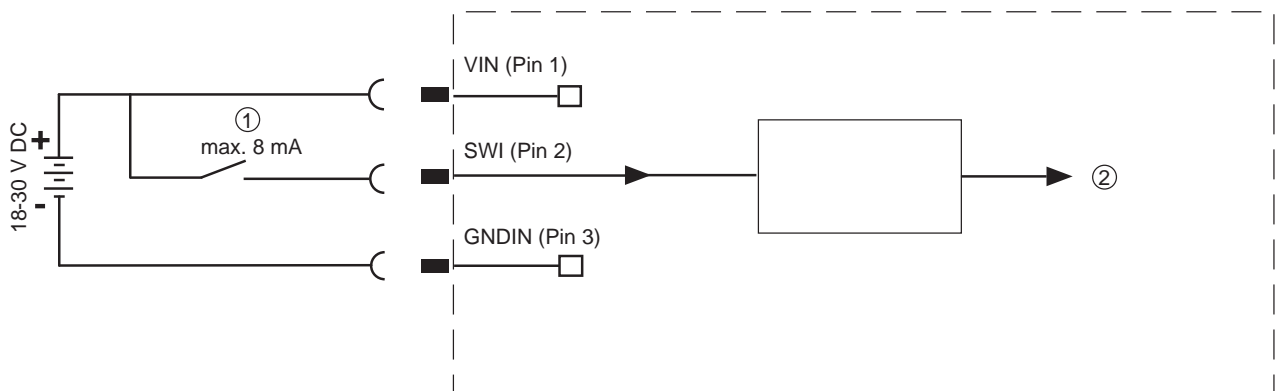 VIN (Pin 1)
①
max. 8 mA
SWI (Pin 2)
②
18-30 V DC
+
-
GNDIN (Pin 3)